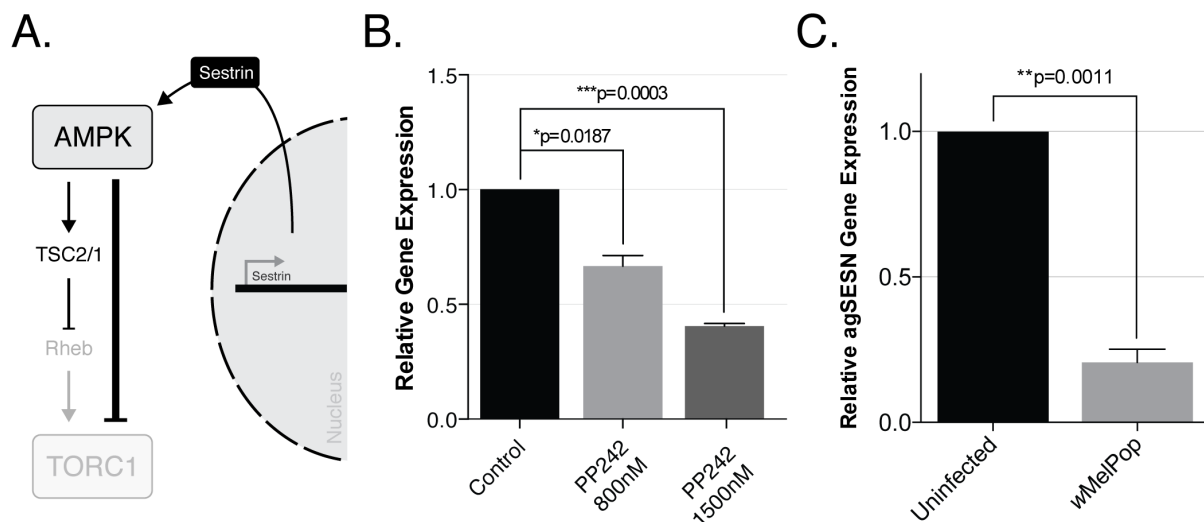 A.
Sestrin
AMPK
TSC2/1
Rheb
TORC1
Sestrin
Nucleus
B.
Relative Gene Expression
1.5
1.0
0.5
0.0
***p=0.0003
*p=0.0187
Control
PP242
800nM
PP242
1500nM
C.
Relative agSESN Gene Expression
1.0
0.5
0.0
**p=0.0011
Uninfected
wMelPop